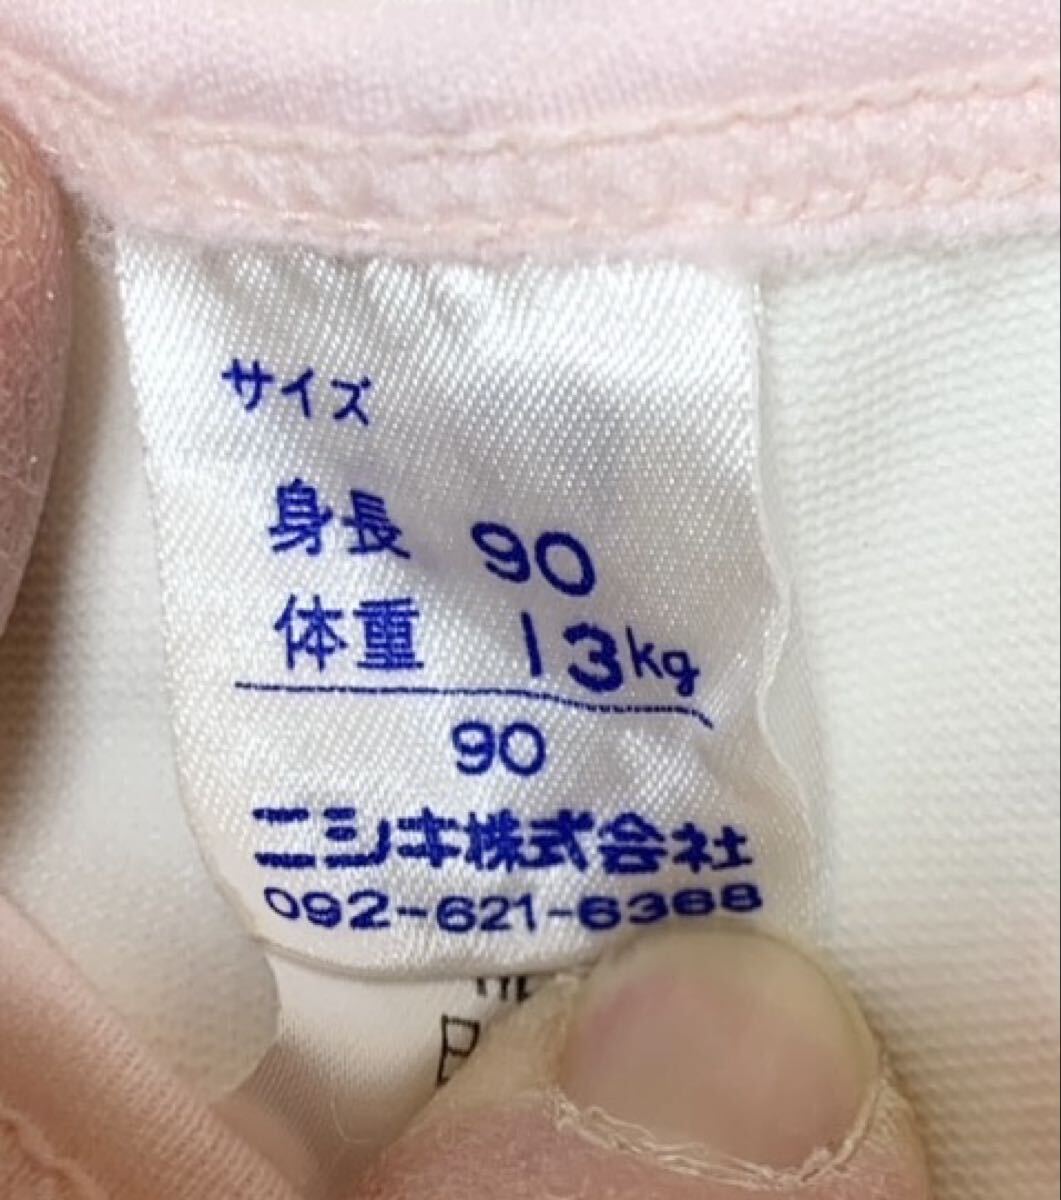 サイズ
身長 90
体重 13kg
90
ニシキ株式会社
092-621-6368